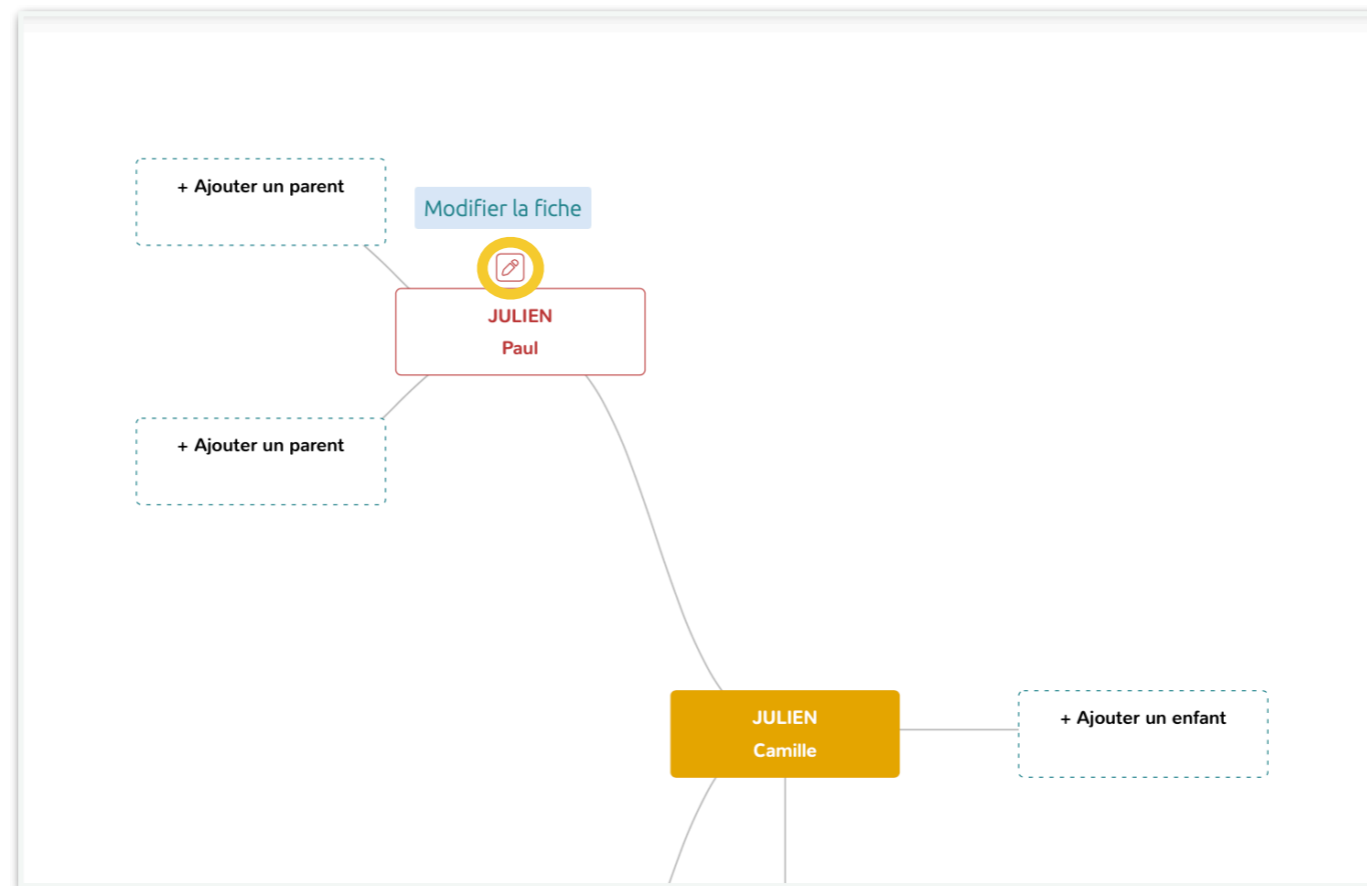 + Ajouter un parent
Modifier la fiche
JULIEN
Paul
+ Ajouter un parent
JULIEN
Camille
+ Ajouter un enfant